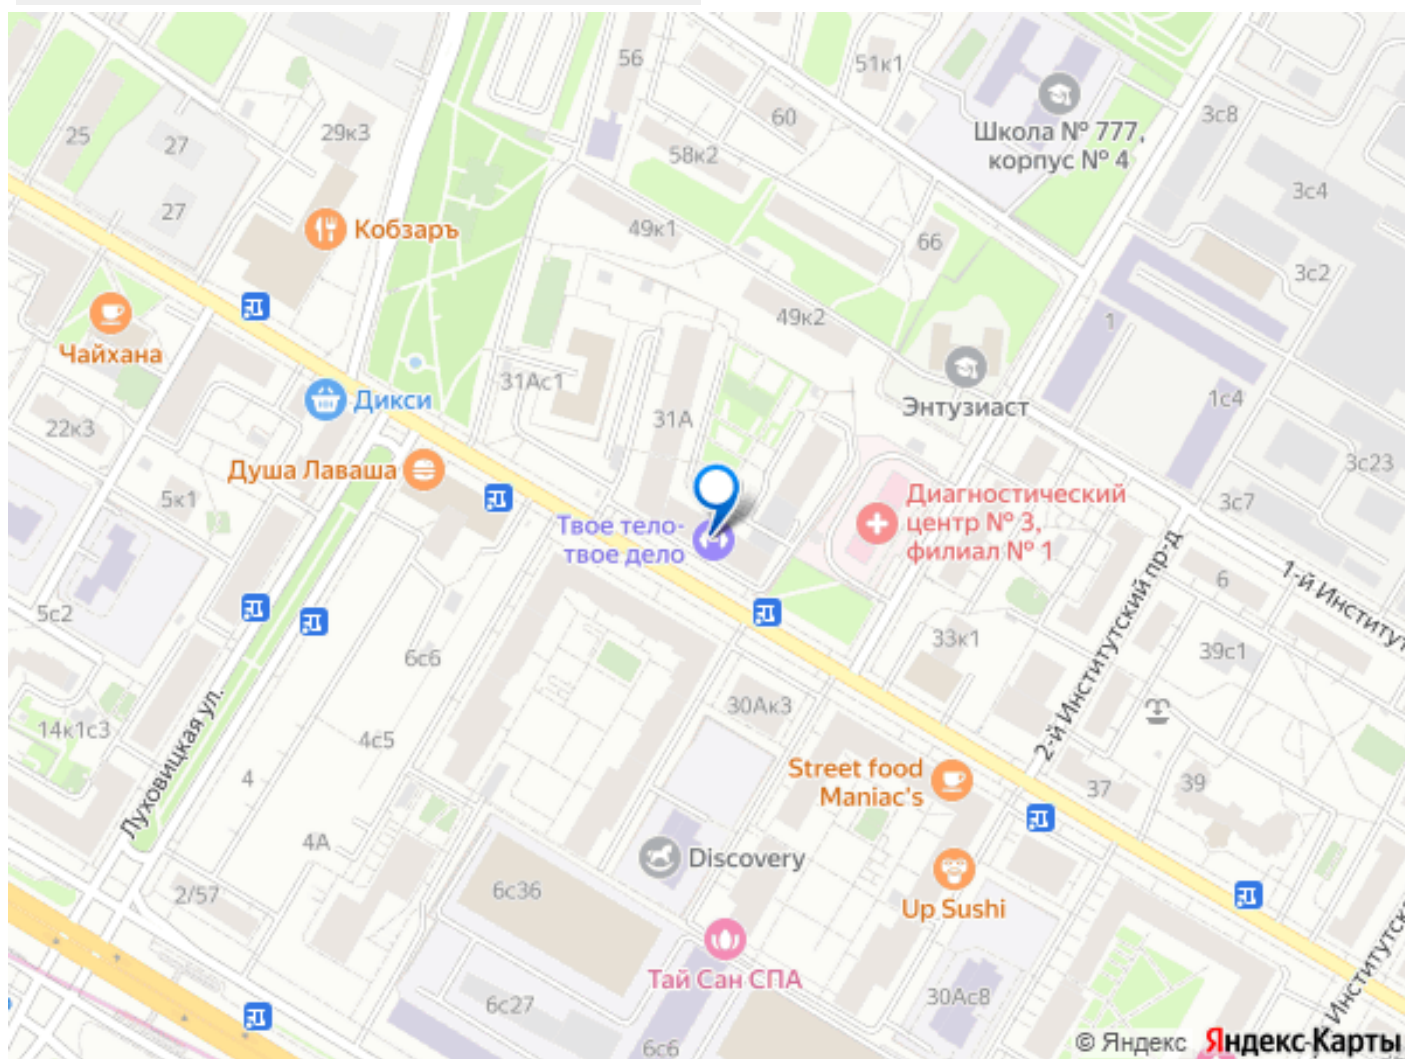 56
51к1
25
27
29к3
60
58к2
Школа № 777,
корпус № 4
3с8
3с4
27
Кобзаръ
49к1
66
3с2
Чайхана
49к2
1
31Ас1
Дикси
31А
Энтузиаст
1с4
22к3
Душа Лаваша
5к1
3с23
3с7
Твое тело-
твое дело
Диагностический
центр № 3,
филиал № 1
5с2
6
1-й Институт
2-й Институтский пр-д
33к1
39с1
6с6
14к1с3
Луховицкая ул.
4с5
30Ак3
4
Street food
Maniac's
37
39
4А
Discovery
2/57
6с36
Up Sushi
Тай Сан СПА
6с27
30Ас8
Институтска
6с6
© Яндекс Яндекс Карты